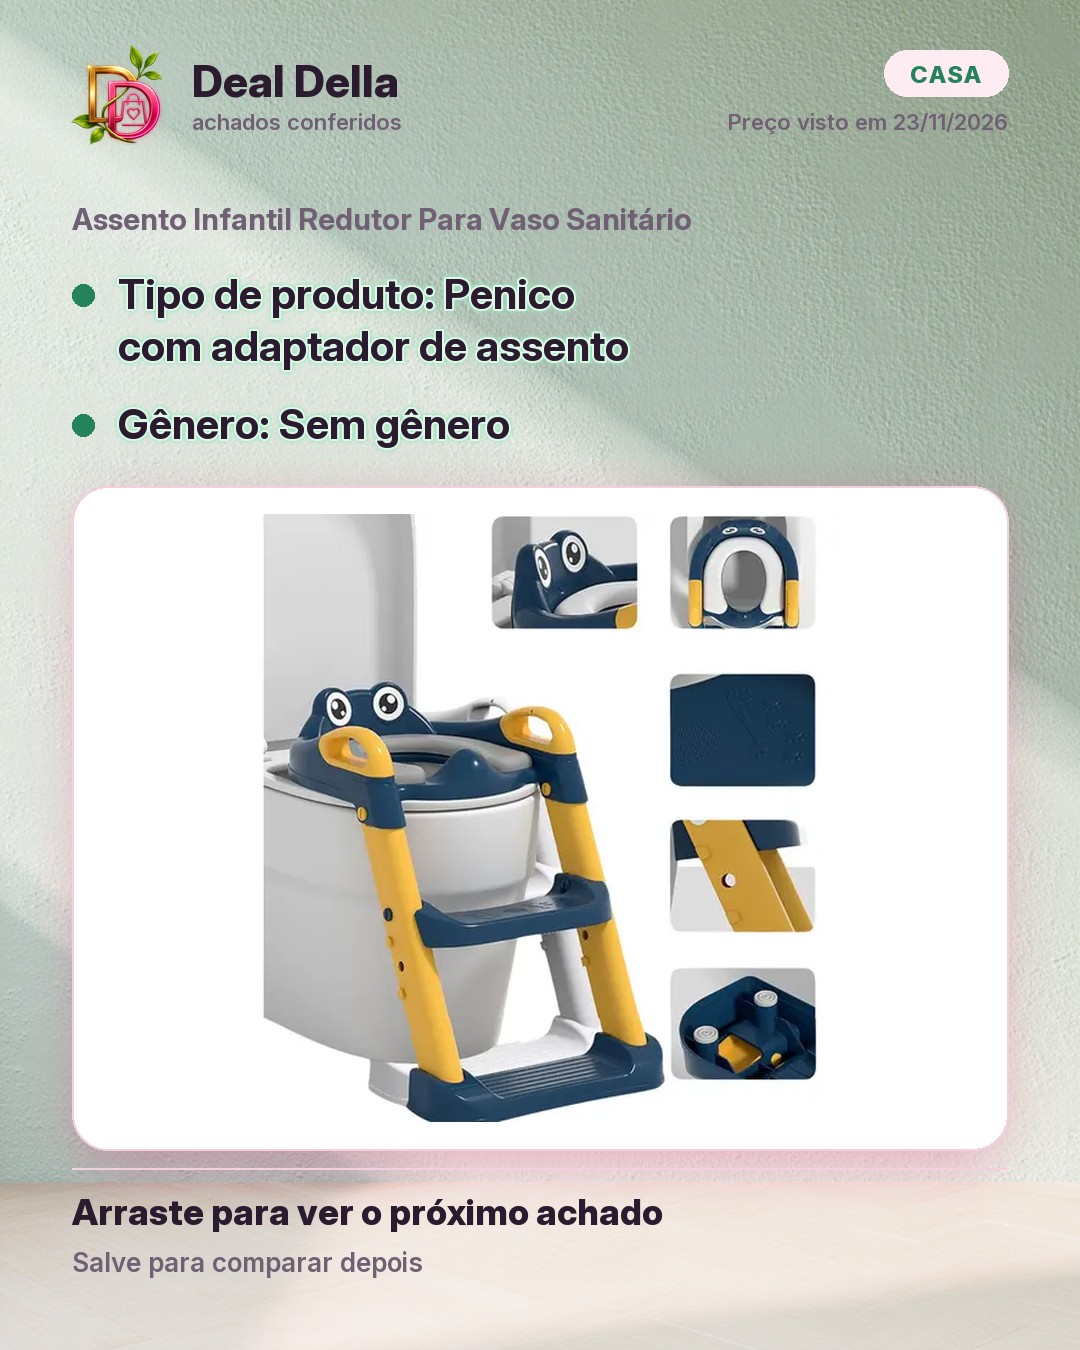 Deal Della
achados conferidos
CASA
Preço visto em 23/11/2026
Assento Infantil Redutor Para Vaso Sanitário
Tipo de produto: Penico
com adaptador de assento
Gênero: Sem gênero
Arraste para ver o próximo achado
Salve para comparar depois